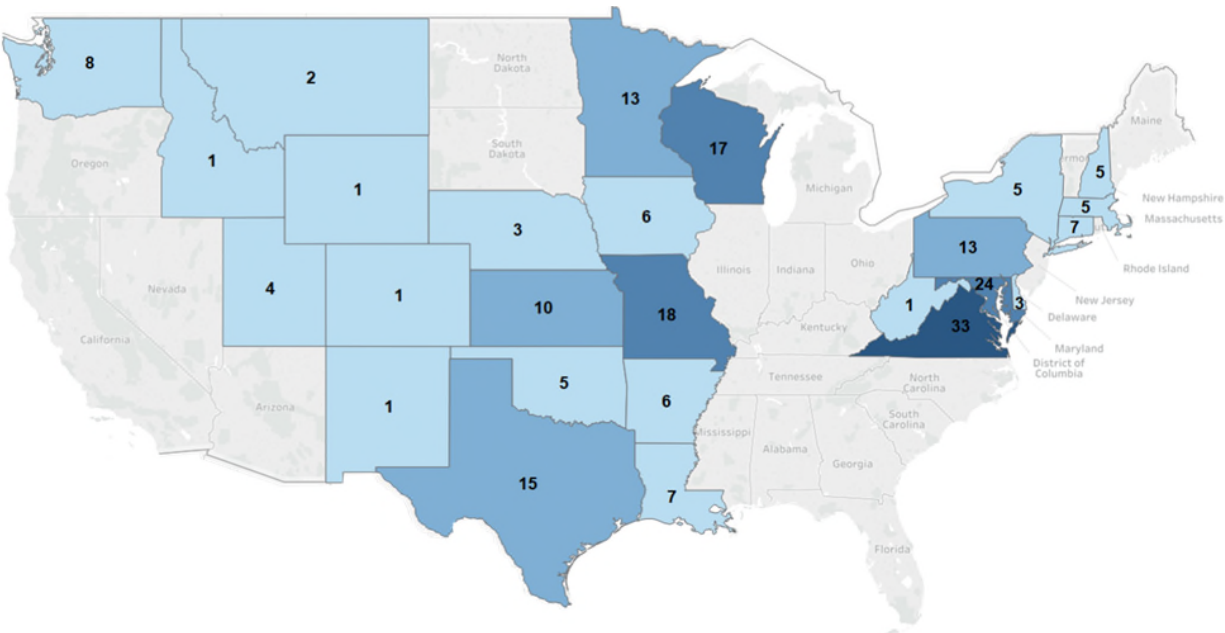 8
2
North
Dakota
13
Maine
Oregon
South
Dakota
17
1
1
Michigan
rmo
5
New Hampshire
5
5
Massachusetts
3
6
7
Nevada
4
1
Illinois
Indiana
Ohio
13
Rhode Island
New Jersey
24
3
Delaware
California
10
18
Kentucky
1
33
Maryland
District of
Columbia
Arizona
1
5
6
Tennessee
North
Carolina
South
Carolina
Mississippi
Alabama
Georgia
15
7
Florida